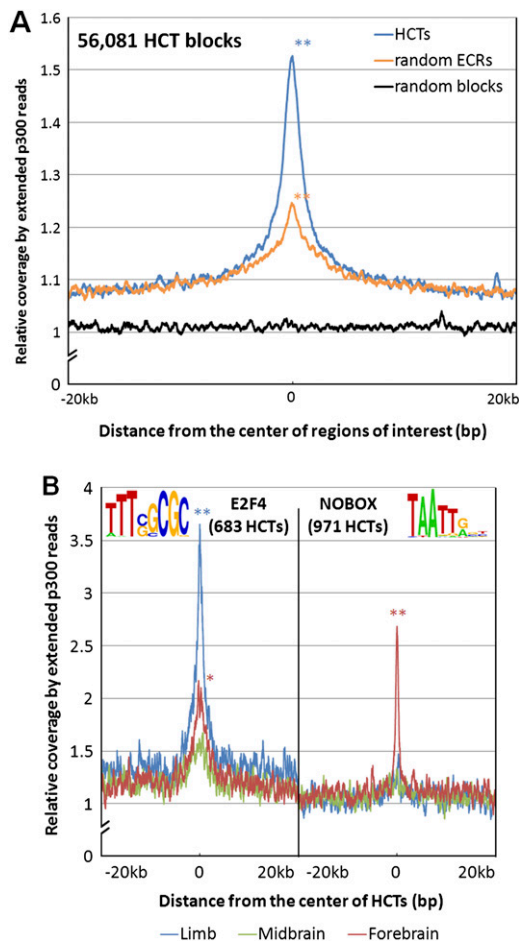 A
56,081 HCT blocks
HCTs
random ECRs
random blocks
**
**
Relative coverage by extended p300 reads
1.6
1.5
1.4
1.3
1.2
1.1
1
0
-20kb
0
20kb
Distance from the center of regions of interest (bp)
B
TTTCGCGC
E2F4
(683 HCTs)
NOBOX
(971 HCTs)
TAATTG
**
*
**
Relative coverage by extended p300 reads
4
3.5
3
2.5
2
1.5
1
0
-20kb
0
20kb
-20kb
0
20kb
Distance from the center of HCTs (bp)
Limb
Midbrain
Forebrain